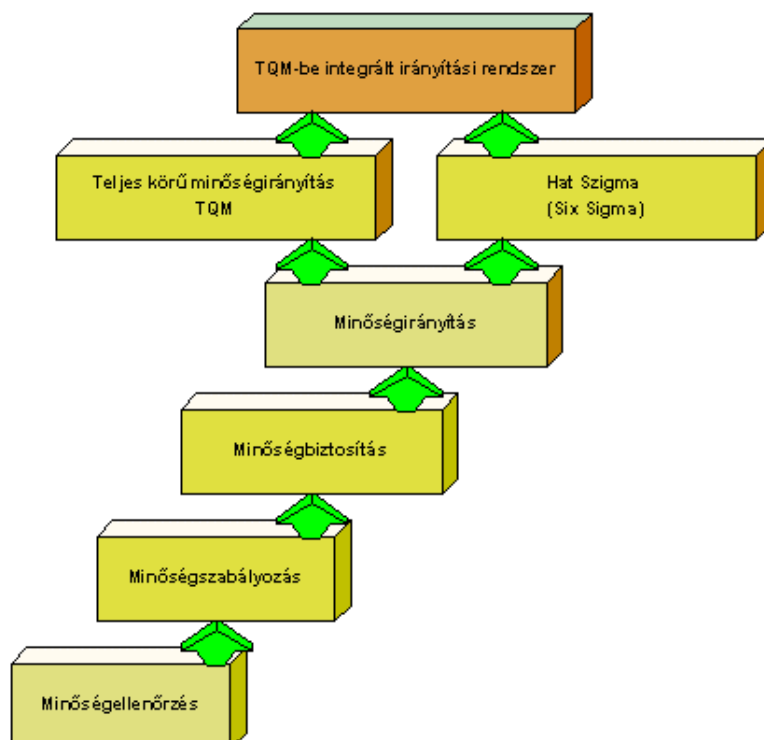 TQM-be integrált irányítási rendszer
Teljes körű minőségirányítás
TQM
Hat Szigma
(Six Sigma)
Minőségirányítás
Minőségbiztosítás
Minőségszabályozás
Minőségellenőrzés